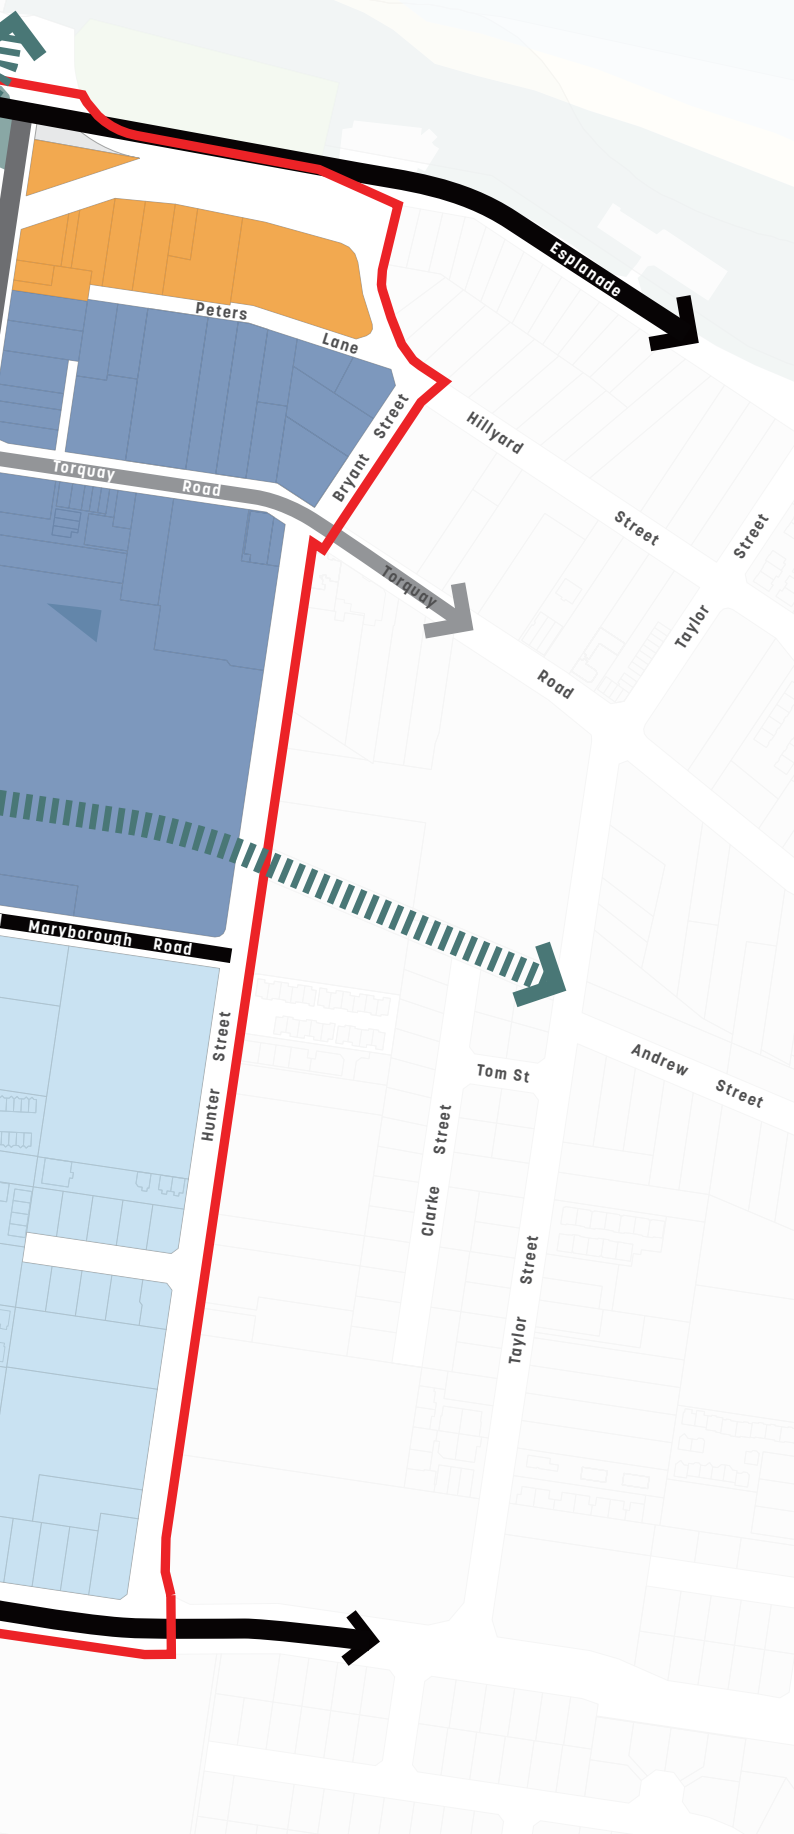 Esplanade
Peters Lane
Bryant Street
Hillyard Street
Torquay Road
Taylor Street
Torquay
Road
Maryborough Road
Hunter Street
Tom St
Andrew Street
Clarke Street
Taylor Street